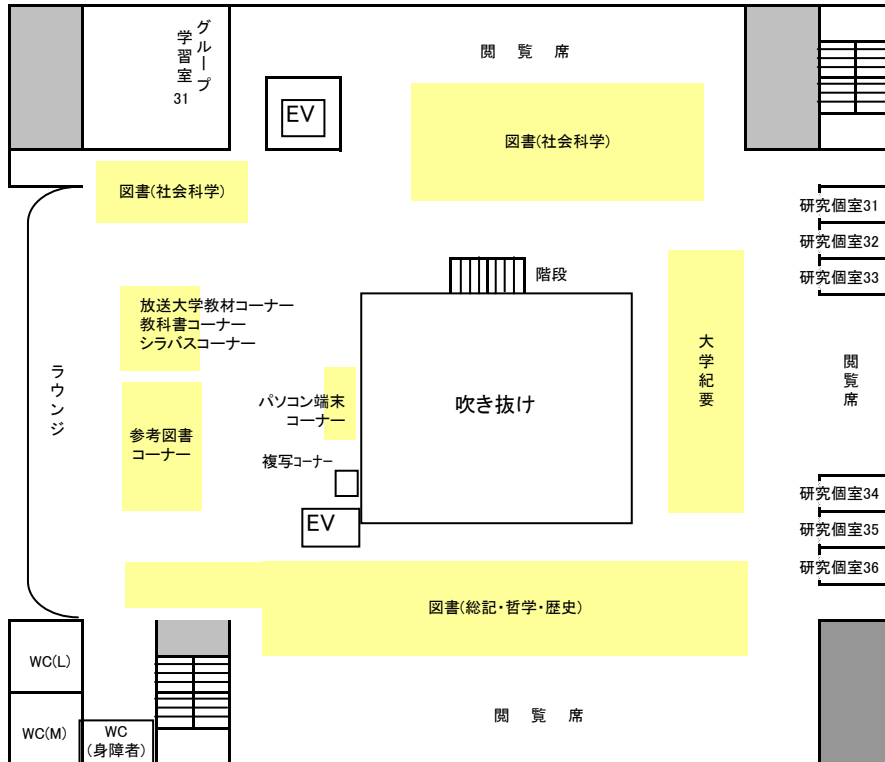 グループ
学習室
31
閲　覧　席
EV
図書(社会科学)
図書(社会科学)
研究個室31
研究個室32
研究個室33
階段
放送大学教材コーナー
教科書コーナー
シラバスコーナー
大学紀要
ラウンジ
閲覧席
パソコン端末
コーナー
吹き抜け
参考図書
コーナー
複写コーナー
EV
研究個室34
研究個室35
研究個室36
図書(総記・哲学・歴史)
WC(L)
閲　覧　席
WC(M)
WC
(身障者)